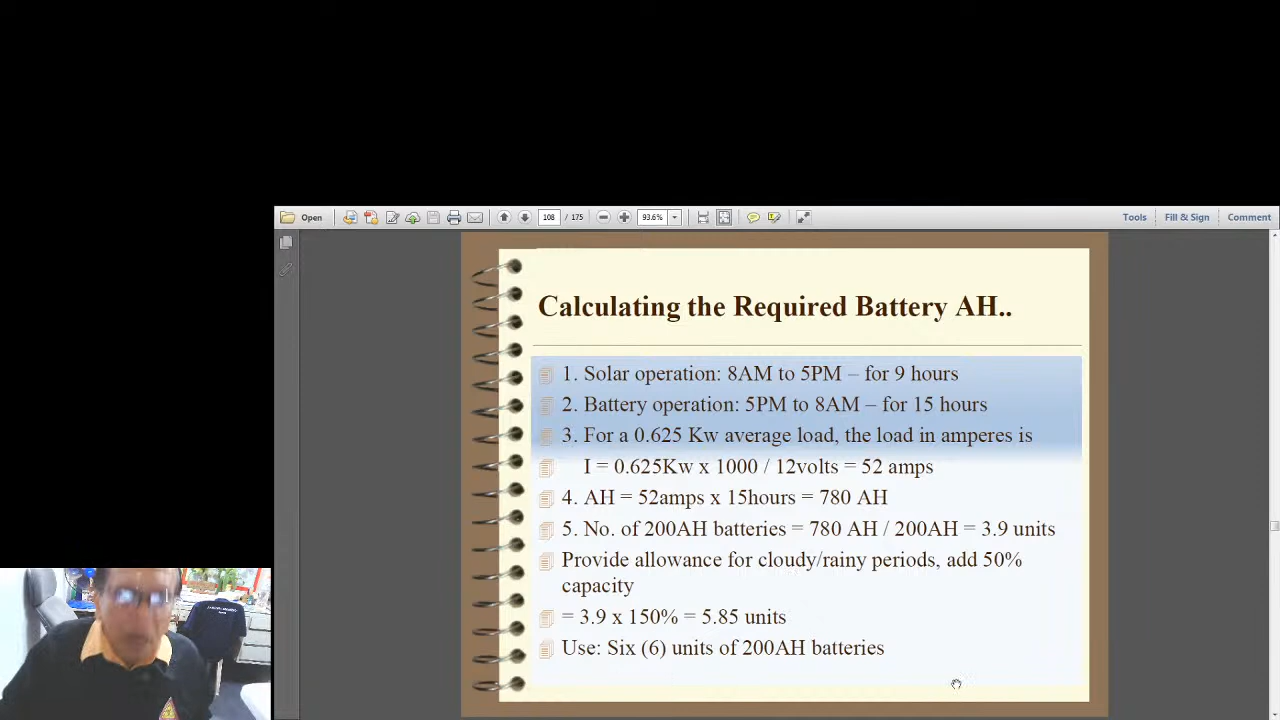 Open
108 / 175
93.6%
Tools
Fill & Sign
Comment
Calculating the Required Battery AH..
1. Solar operation: 8AM to 5PM – for 9 hours
2. Battery operation: 5PM to 8AM – for 15 hours
3. For a 0.625 Kw average load, the load in amperes is
I = 0.625Kw x 1000 / 12volts = 52 amps
4. AH = 52amps x 15hours = 780 AH
5. No. of 200AH batteries = 780 AH / 200AH = 3.9 units
Provide allowance for cloudy/rainy periods, add 50%
capacity
= 3.9 x 150% = 5.85 units
Use: Six (6) units of 200AH batteries